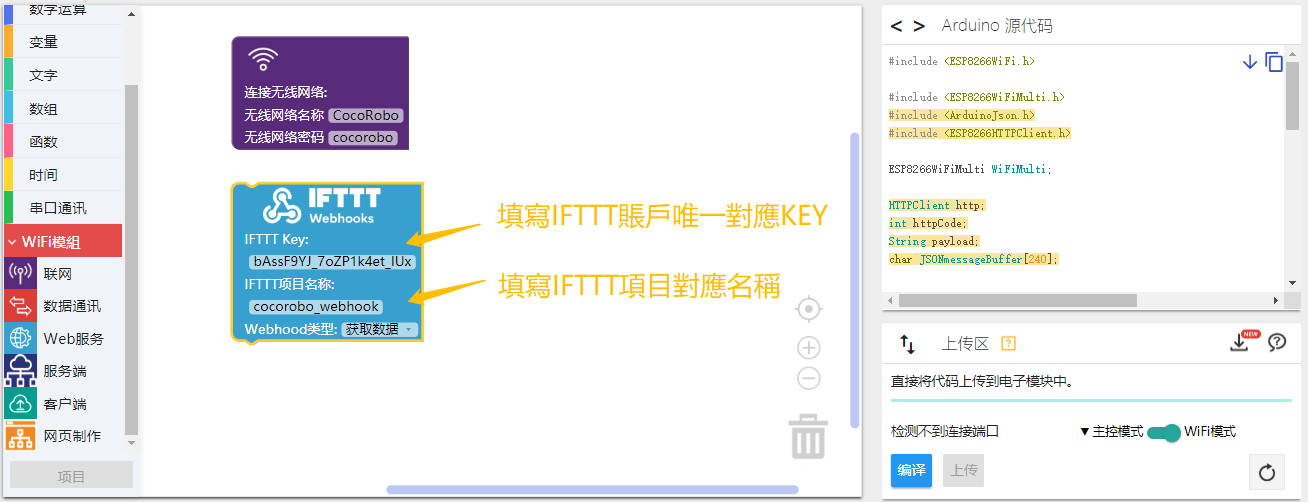 数学运算
变量
文字
数组
函数
时间
串口通讯
WiFi模组
联网
数据通讯
Web服务
服务端
客户端
网页制作
项目
连接无线网络:
无线网络名称 CocoRobo
无线网络密码 cocorobo
IFTTT
Webhooks
IFTTT Key:
bAssF9YJ_7oZP1k4et_IUx
IFTTT项目名称:
cocorobo_webhook
Webhood类型: 获取数据
填寫IFTTT賬戶唯一對應KEY
填寫IFTTT項目對應名稱
< > Arduino 源代码
#include <ESP8266WiFi.h>
#include <ESP8266WiFiMulti.h>
#include <ArduinoJson.h>
#include <ESP8266HTTPClient.h>
ESP8266WiFiMulti WiFiMulti;
HTTPClient http;
int httpCode;
String payload;
char JSONmessageBuffer[240];
上传区 ?
NEW
?
直接将代码上传到电子模块中。
检测不到连接端口
▼主控模式 WiFi模式
编译 上传